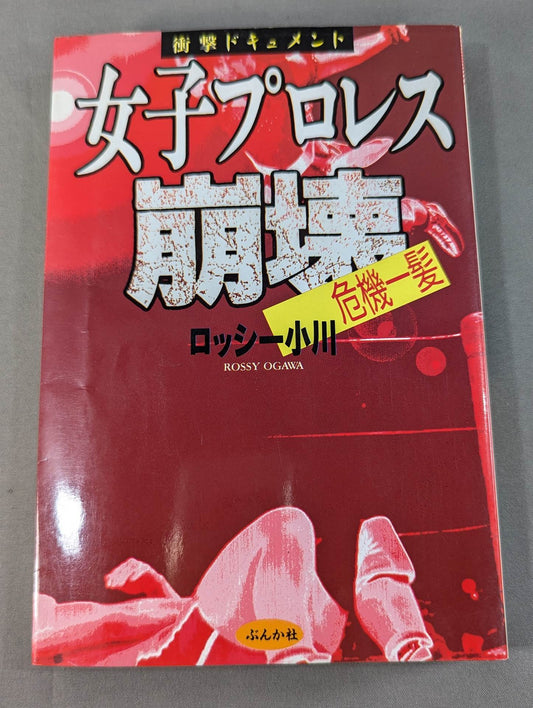 衝撃ドキュメント
女子プロレス
崩壊
危機一髪
ロッシー小川
ROSSY OGAWA
ぶんか社